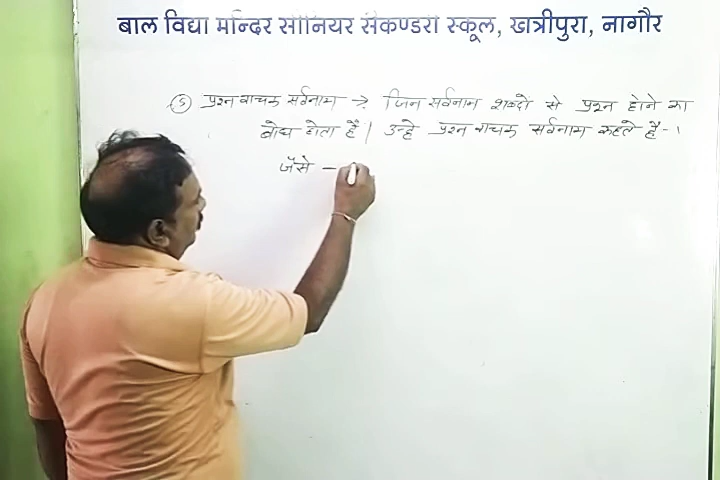 बाल विद्या मन्दिर सीनियर सैकण्डरी स्कूल, खत्रीपुरा, नागौर
(5) प्रश्न वाचक सर्वनाम → जिन सर्वनाम शब्दो से प्रश्न होने का
बोध होता है। उन्हे प्रश्न वाचक सर्वनाम कहते है -
जैसे -